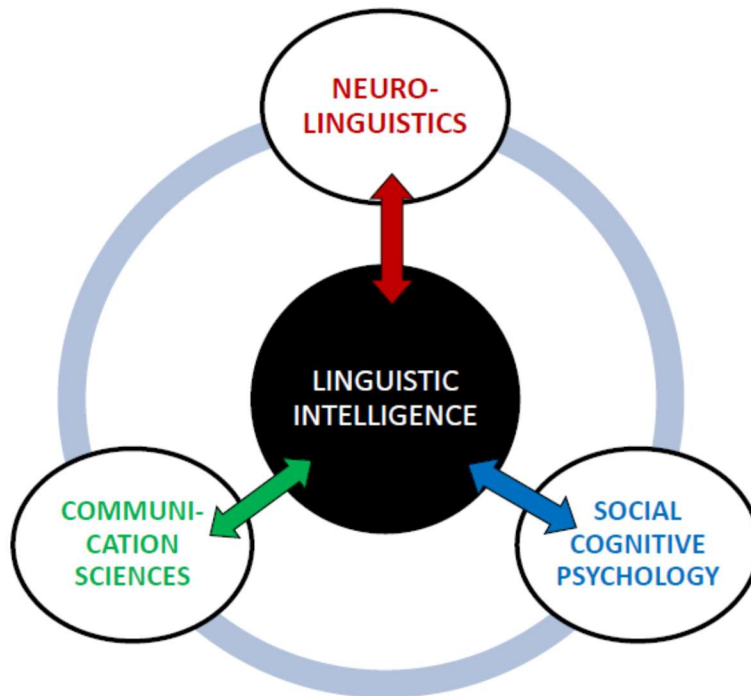 NEURO-
LINGUISTICS
LINGUISTIC
INTELLIGENCE
COMMUNI-
CATION
SCIENCES
SOCIAL
COGNITIVE
PSYCHOLOGY